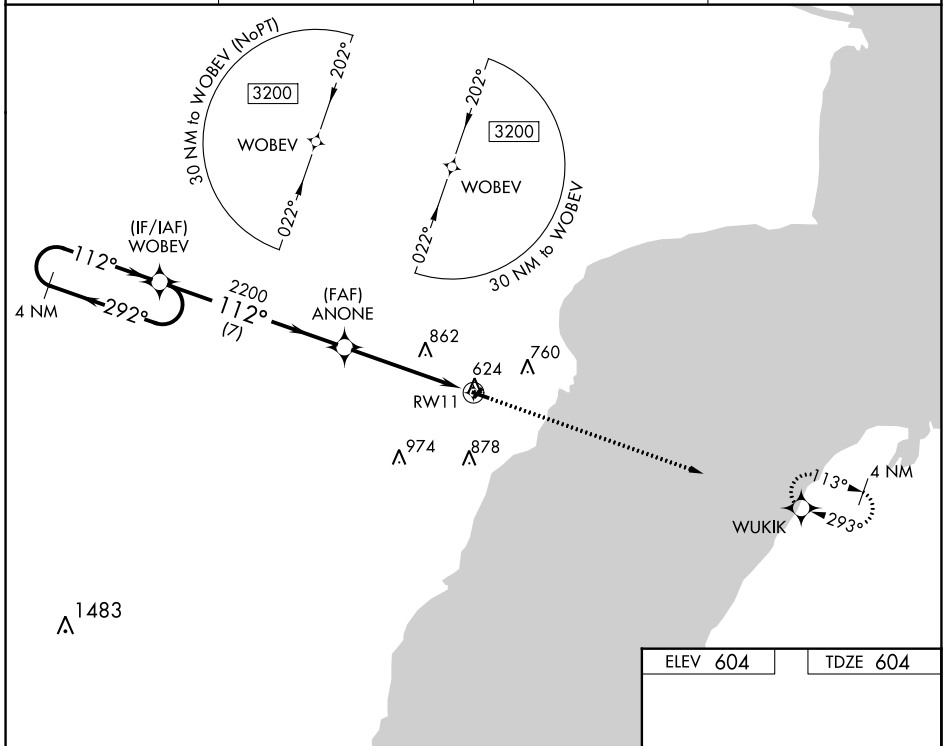 30 NM to WOBEV (NoPT)
202°
3200
WOBEV
022°
202°
3200
WOBEV
022°
30 NM to WOBEV
(IF/IAF)
WOBEV
112°
4 NM
292°
2200
112°
(7)
(FAF)
ANONE
862
760
624
RW11
974
878
113°
4 NM
293°
WUKIK
1483
ELEV 604
TDZE 604